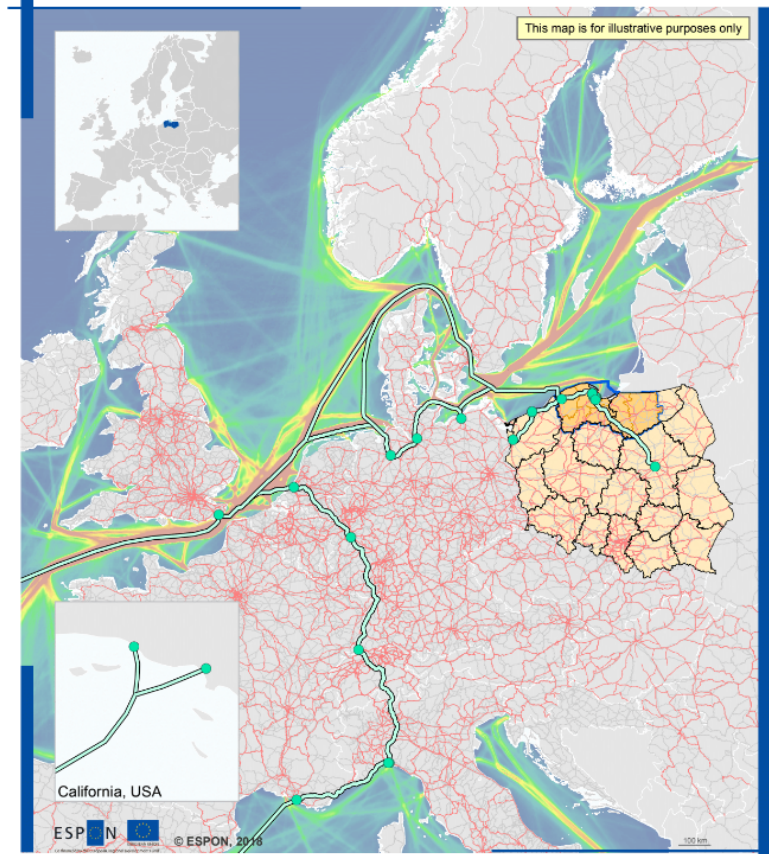 This map is for illustrative purposes only
California, USA
ESPON
© ESPON, 2018
100 km